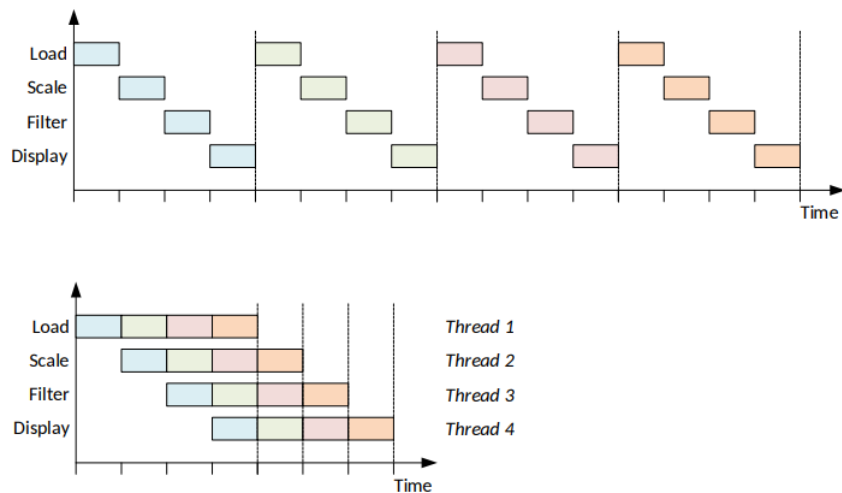 Load
Scale
Filter
Display
Time
Load Thread 1
Scale Thread 2
Filter Thread 3
Display Thread 4
Time